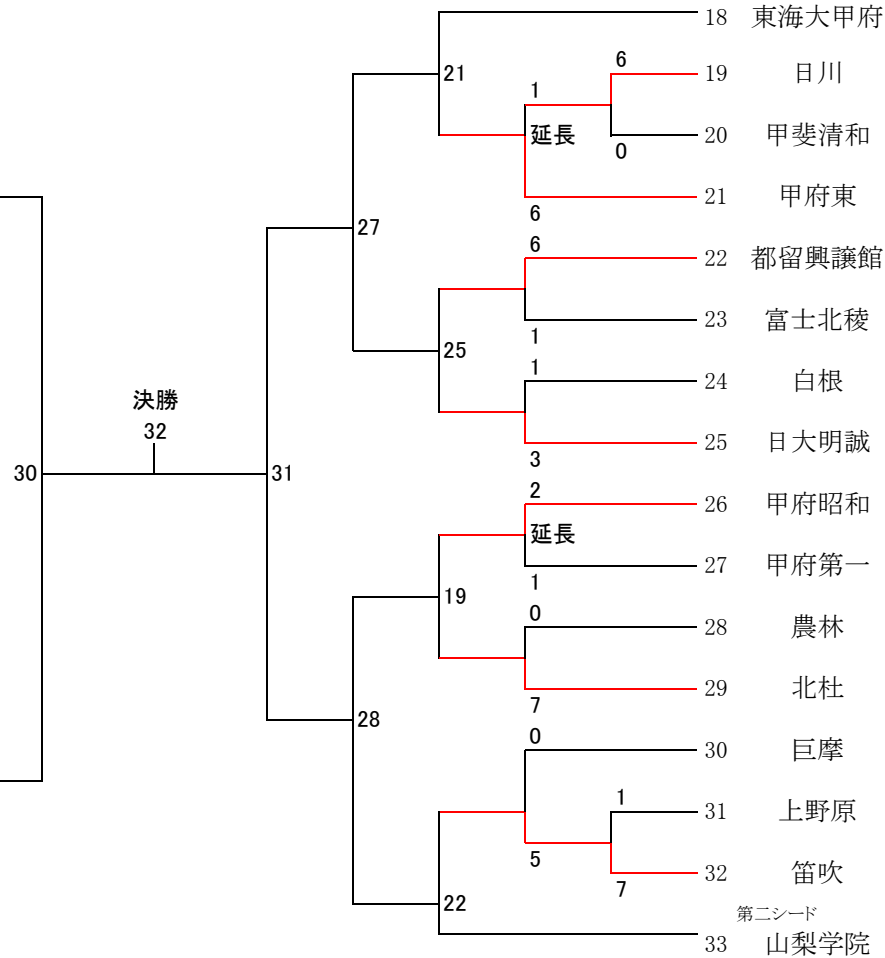 18 東海大甲府
6
19 日川
21
1
延長
20 甲斐清和
0
21 甲府東
6
27
6
22 都留興譲館
23 富士北稜
1
25
1
24 白根
決勝
32
25 日大明誠
3
30
31
2
26 甲府昭和
延長
27 甲府第一
1
19
0
28 農林
29 北杜
7
28
0
30 巨摩
1
31 上野原
5
32 笛吹
7
22
第二シード
33 山梨学院